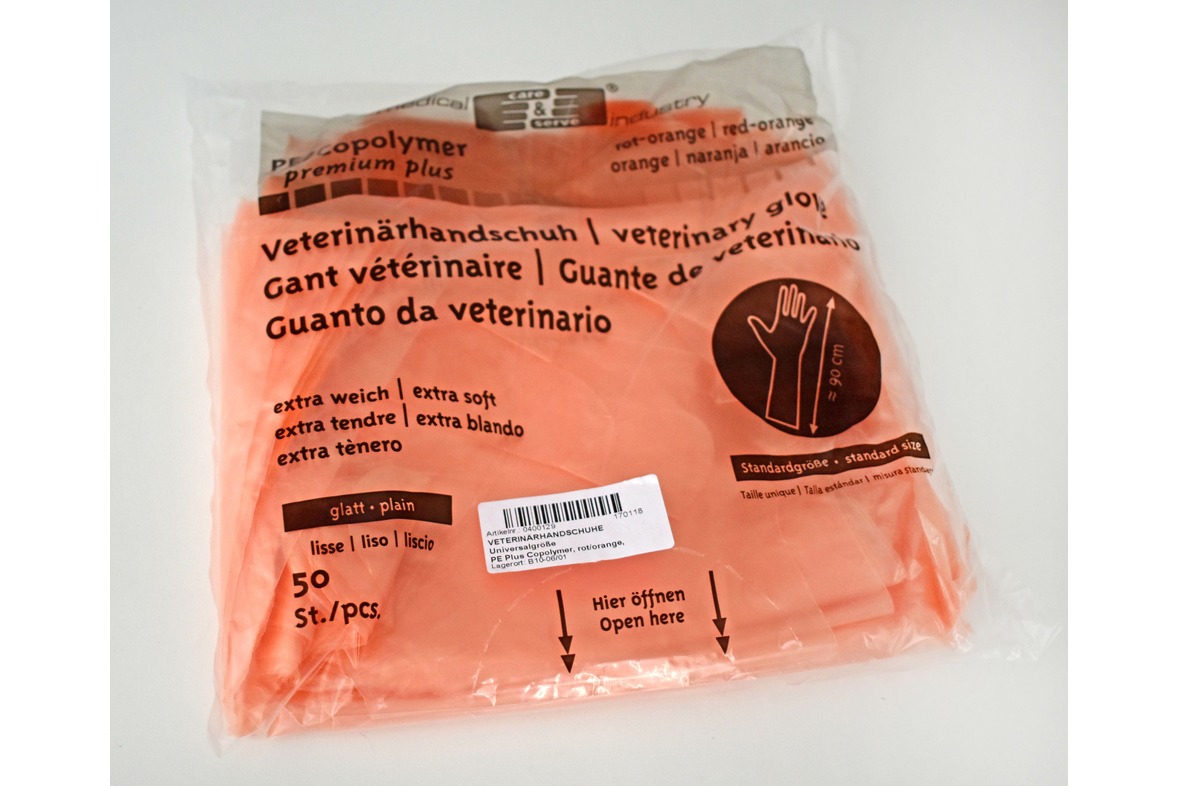 medical care & serve ® industry
PE/copolymer
premium plus
rot-orange | red-orange
orange | naranja | arancio
Veterinärhandschuh | veterinary glove
Gant vétérinaire | Guante de veterinario
Guanto da veterinario
≈ 90 cm
extra weich | extra soft
extra tendre | extra blando
extra tènero
Standardgröße • standard size
Taille unique | Talla estándar | misura
glatt • plain
lisse | liso | liscio
50
St./pcs.
170118
Artikelnr.: 0400129
VETERINÄRHANDSCHUHE
Universalgröße
PE Plus Copolymer, rot/orange,
Lagerort: B10-06/01
Hier öffnen
Open here